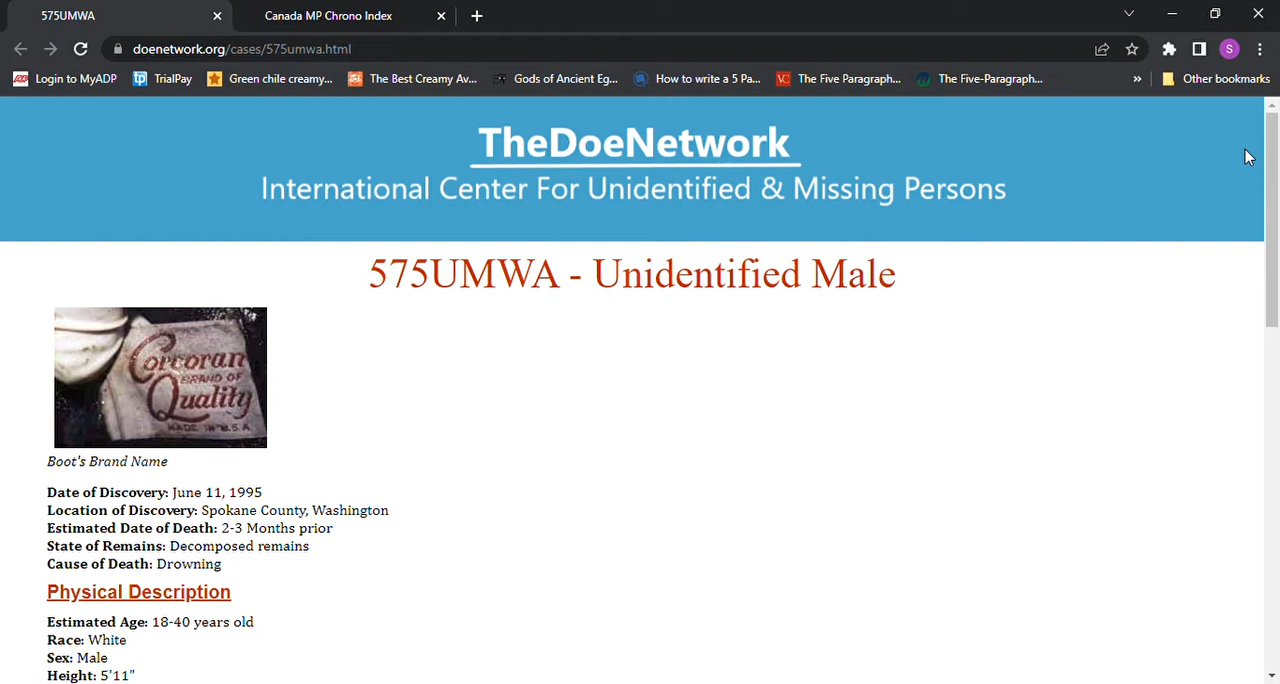 575UMWA
Canada MP Chrono Index
doenetwork.org/cases/575umwa.html
S
Login to MyADP
TrialPay
Green chile creamy...
The Best Creamy Av...
Gods of Ancient Eg...
How to write a 5 Pa...
VC The Five Paragraph...
The Five-Paragraph...
» Other bookmarks
TheDoeNetwork
International Center For Unidentified & Missing Persons
575UMWA - Unidentified Male
Corcoran
BRAND OF
Quality
MADE IN U.S.A.
Boot's Brand Name
Date of Discovery: June 11, 1995
Location of Discovery: Spokane County, Washington
Estimated Date of Death: 2-3 Months prior
State of Remains: Decomposed remains
Cause of Death: Drowning
Physical Description
Estimated Age: 18-40 years old
Race: White
Sex: Male
Height: 5'11"